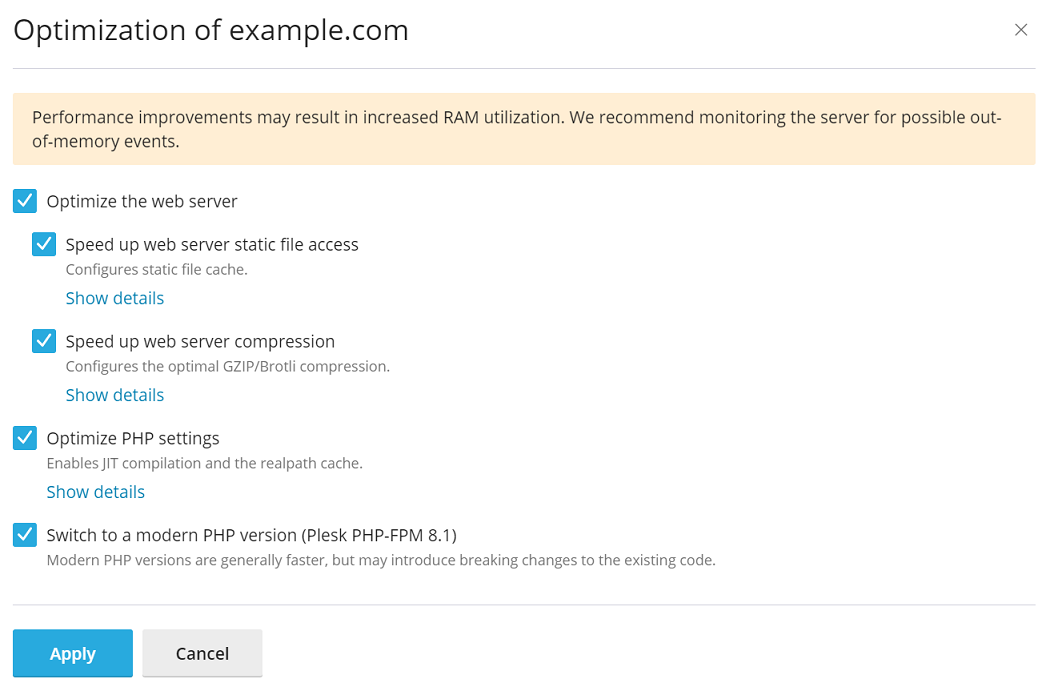 Optimization of example.com
Performance improvements may result in increased RAM utilization. We recommend monitoring the server for possible out-
of-memory events.
Optimize the web server
Speed up web server static file access
Configures static file cache.
Show details
Speed up web server compression
Configures the optimal GZIP/Brotli compression.
Show details
Optimize PHP settings
Enables JIT compilation and the realpath cache.
Show details
Switch to a modern PHP version (Plesk PHP-FPM 8.1)
Modern PHP versions are generally faster, but may introduce breaking changes to the existing code.
Apply Cancel